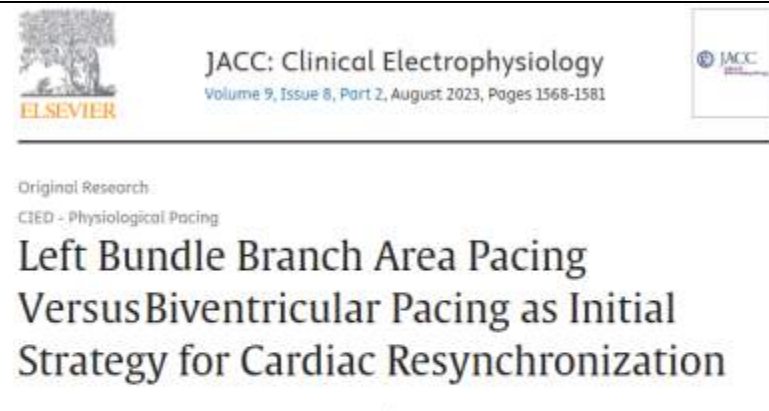 ELSEVIER
JACC: Clinical Electrophysiology
Volume 9, Issue 8, Part 2, August 2023, Pages 1568-1581
JACC
Original Research
CIED - Physiological Pacing
Left Bundle Branch Area Pacing
VersusBiventricular Pacing as Initial
Strategy for Cardiac Resynchronization